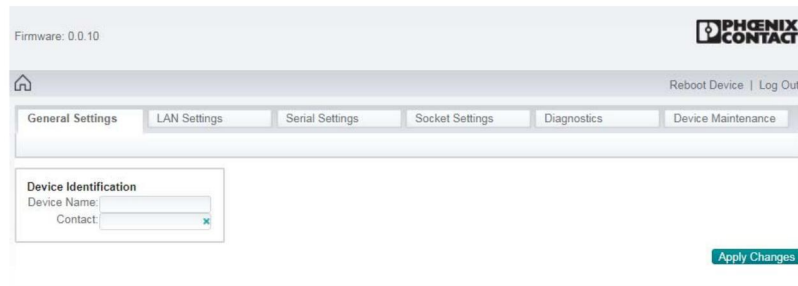 Firmware: 0.0.10
PHŒNIX
CONTACT
Reboot Device | Log Out
General Settings LAN Settings Serial Settings Socket Settings Diagnostics Device Maintenance
Device Identification
Device Name:
Contact:
Apply Changes